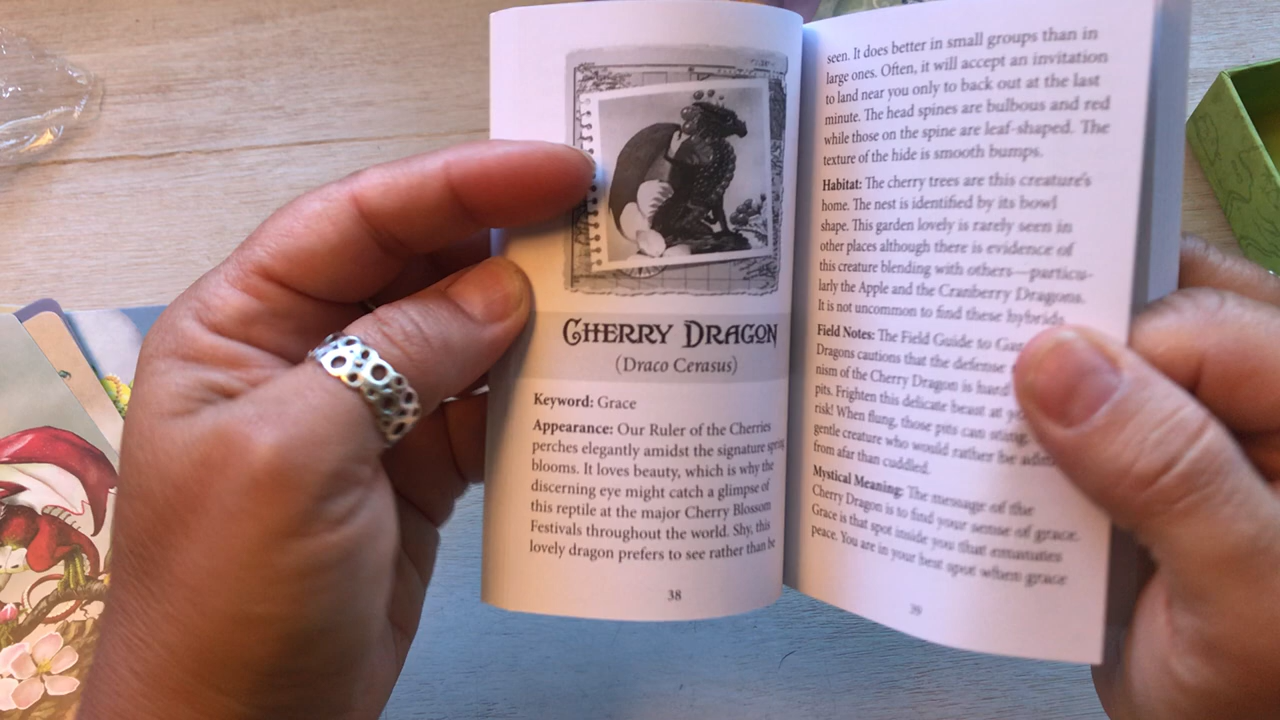 CHERRY DRAGON
(Draco Cerasus)
Keyword: Grace
Appearance: Our Ruler of the Cherries
perches elegantly amidst the signature spring
blooms. It loves beauty, which is why the
discerning eye might catch a glimpse of
this reptile at the major Cherry Blossom
Festivals throughout the world. Shy, this
lovely dragon prefers to see rather than be
38
seen. It does better in small groups than in
large ones. Often, it will accept an invitation
to land near you only to back out at the last
minute. The head spines are bulbous and red
while those on the spine are leaf-shaped. The
texture of the hide is smooth bumps.
Habitat: The cherry trees are this creature's
home. The nest is identified by its bowl
shape. This garden lovely is rarely seen in
other places although there is evidence of
this creature blending with others—particu-
larly the Apple and the Cranberry Dragons.
It is not uncommon to find these hybrids.
Field Notes: The Field Guide to
Dragons cautions that the defense
nism of the Cherry Dragon is hard
pits. Frighten this delicate beast at
risk! When flung, those pits can sting.
gentle creature who would rather be
from afar than cuddled.
Mystical Meaning: The message of the
Cherry Dragon is to find your sense of grace.
Grace is that spot inside you that emanates
peace. You are in your best spot when grace
39